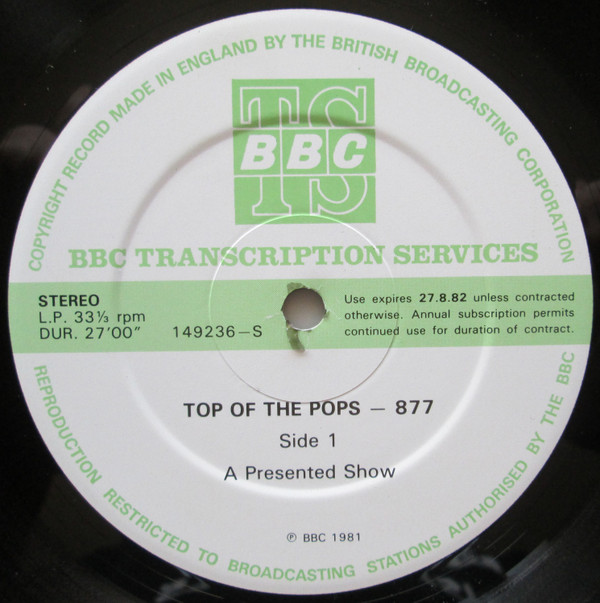 COPYRIGHT RECORD MADE IN ENGLAND BY THE BRITISH BROADCASTING CORPORATION
TS
BBC
TS
BBC TRANSCRIPTION SERVICES
STEREO
L.P. 33⅓ rpm
DUR. 27'00" 149236-S
Use expires 27.8.82 unless contracted
otherwise. Annual subscription permits
continued use for duration of contract.
TOP OF THE POPS – 877
Side 1
A Presented Show
℗ BBC 1981
REPRODUCTION RESTRICTED TO BROADCASTING STATIONS AUTHORISED BY THE BBC